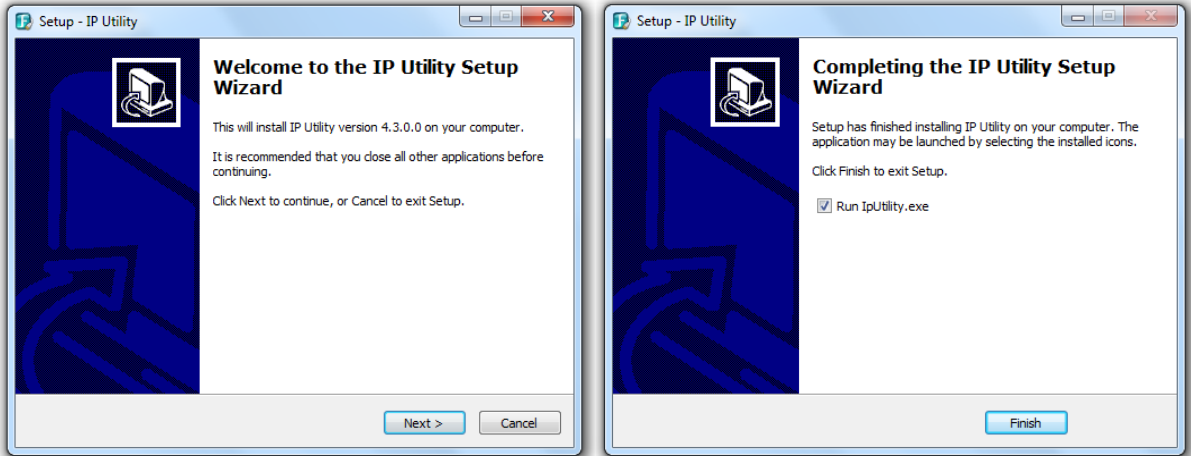 Setup - IP Utility
Welcome to the IP Utility Setup
Wizard
This will install IP Utility version 4.3.0.0 on your computer.
It is recommended that you close all other applications before
continuing.
Click Next to continue, or Cancel to exit Setup.
Next >
Cancel
Setup - IP Utility
Completing the IP Utility Setup
Wizard
Setup has finished installing IP Utility on your computer. The
application may be launched by selecting the installed icons.
Click Finish to exit Setup.
Run IpUtility.exe
Finish